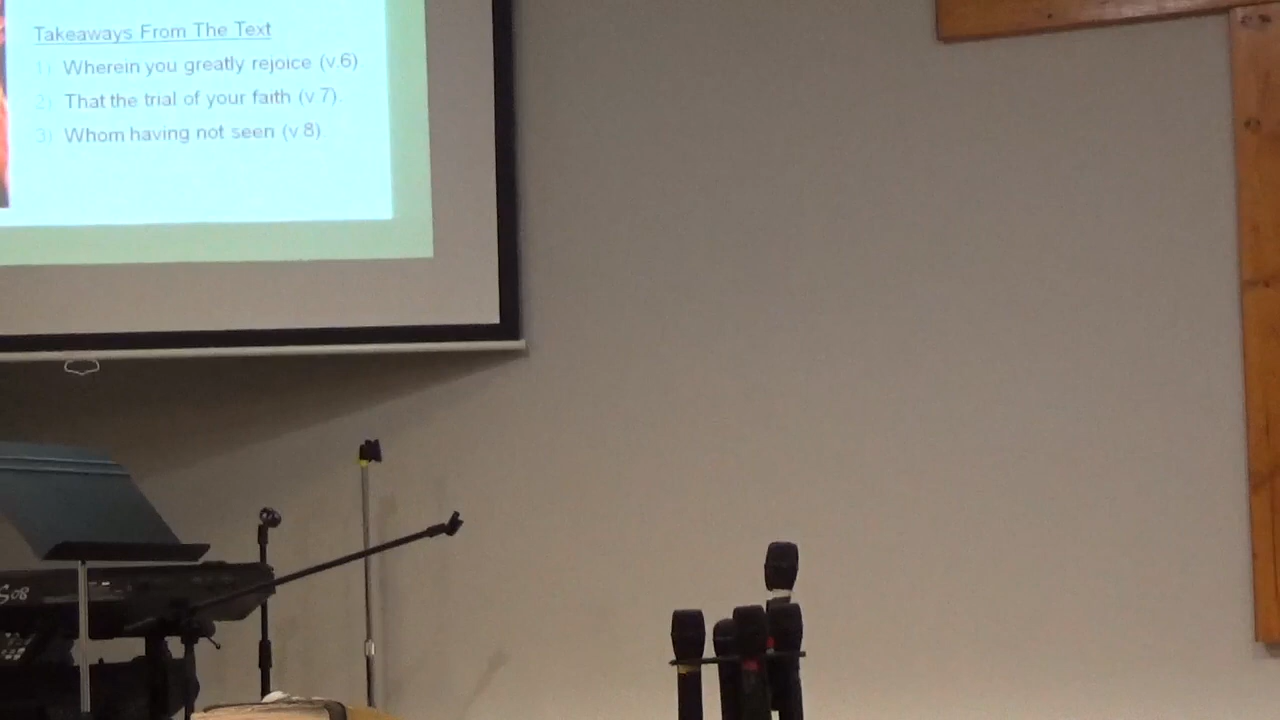 Takeaways From The Text
1) Wherein you greatly rejoice (v.6)
2) That the trial of your faith (v 7).
3) Whom having not seen (v 8)
S08